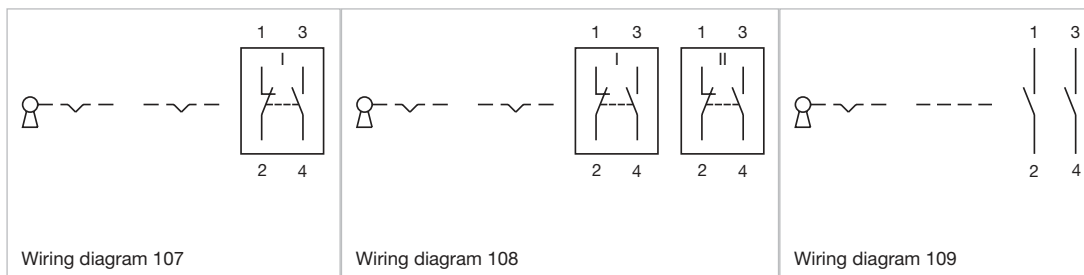 1 3 1 3 1 3 1 3
I I II
2 4 2 4 2 4 2 4
Wiring diagram 107 Wiring diagram 108 Wiring diagram 109